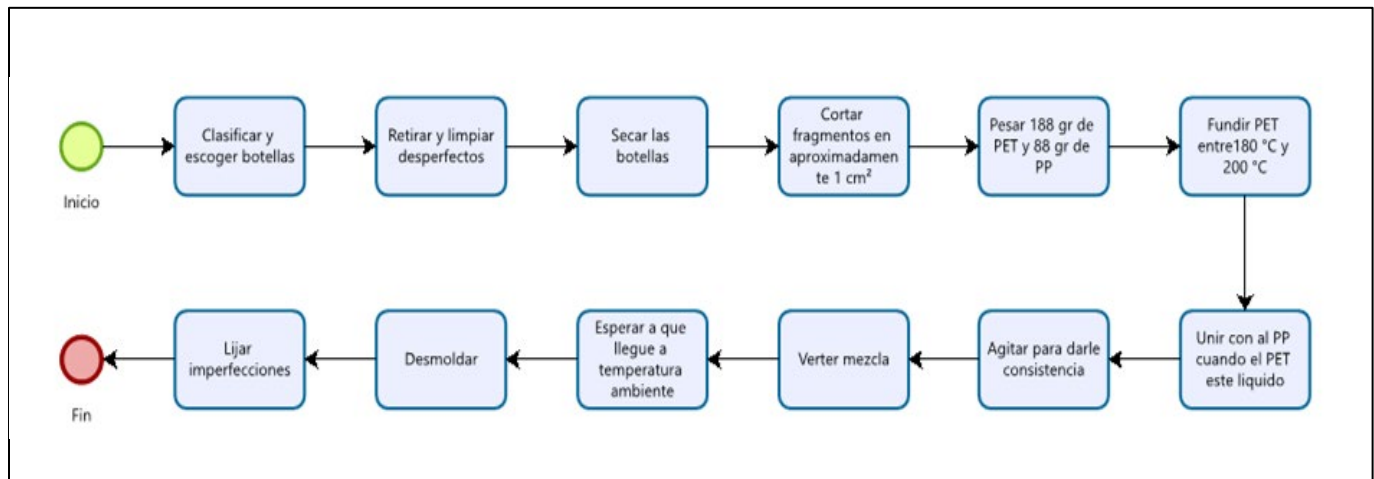 Inicio
Clasificar y
escoger botellas
Retirar y limpiar
desperfectos
Secar las
botellas
Cortar
fragmentos en
aproximadamen
te 1 cm²
Pesar 188 gr de
PET y 88 gr de
PP
Fundir PET
entre180 °C y
200 °C
Unir con al PP
cuando el PET
este liquido
Agitar para darle
consistencia
Verter mezcla
Esperar a que
llegue a
temperatura
ambiente
Desmoldar
Lijar
imperfecciones
Fin